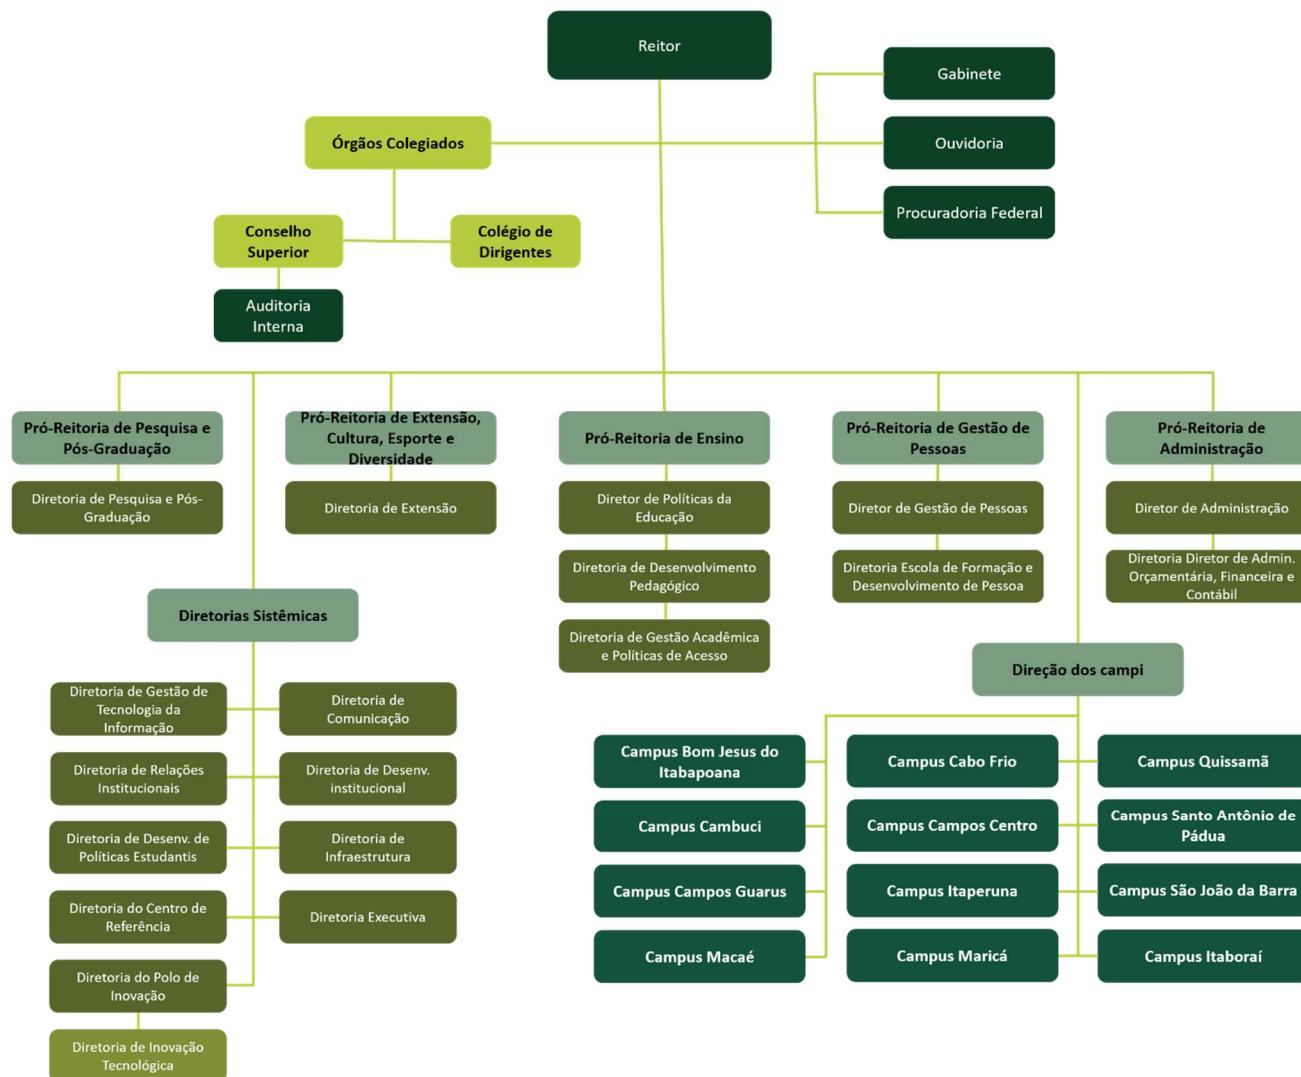 Reitor
Gabinete
Órgãos Colegiados
Ouvidoria
Procuradoria Federal
Conselho
Superior
Colégio de
Dirigentes
Auditoria
Interna
Pró-Reitoria de Pesquisa e
Pós-Graduação
Pró-Reitoria de Extensão,
Cultura, Esporte e
Diversidade
Pró-Reitoria de Ensino
Pró-Reitoria de Gestão de
Pessoas
Pró-Reitoria de
Administração
Diretoria de Pesquisa e Pós-
Graduação
Diretoria de Extensão
Diretor de Políticas da
Educação
Diretor de Gestão de Pessoas
Diretor de Administração
Diretoria de Desenvolvimento
Pedagógico
Diretoria Escola de Formação e
Desenvolvimento de Pessoa
Diretoria Diretor de Admin.
Orçamentária, Financeira e
Contábil
Diretoria de Gestão Acadêmica
e Políticas de Acesso
Diretorias Sistêmicas
Diretoria de Gestão de
Tecnologia da
Informação
Diretoria de
Comunicação
Diretoria de Relações
Institucionais
Diretoria de Desenv.
institucional
Diretoria de Desenv. de
Políticas Estudantis
Diretoria de
Infraestrutura
Diretoria do Centro de
Referência
Diretoria Executiva
Diretoria do Polo de
Inovação
Diretoria de Inovação
Tecnológica
Direção dos campi
Campus Bom Jesus do
Itabapoana
Campus Cabo Frio
Campus Quissamã
Campus Cambuci
Campus Campos Centro
Campus Santo Antônio de
Pádua
Campus Campos Guarus
Campus Itaperuna
Campus São João da Barra
Campus Macaé
Campus Maricá
Campus Itaboraí